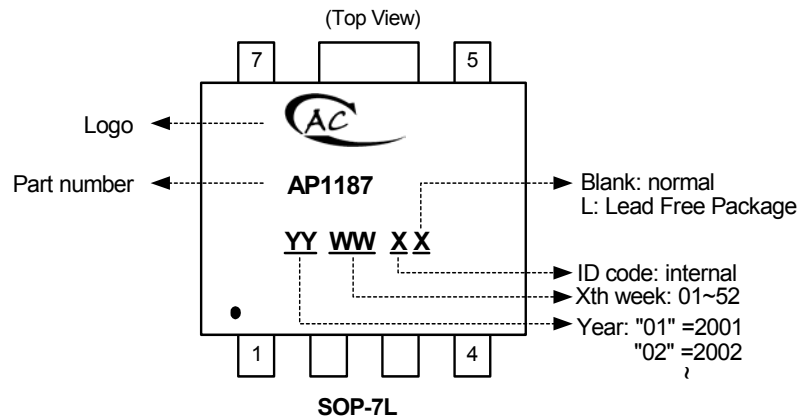 (Top View)
7
5
Logo
AC
Part number
AP1187
Blank: normal
L: Lead Free Package
YY WW X X
ID code: internal
Xth week: 01~52
Year: "01" =2001
"02" =2002
~
1
4
SOP-7L